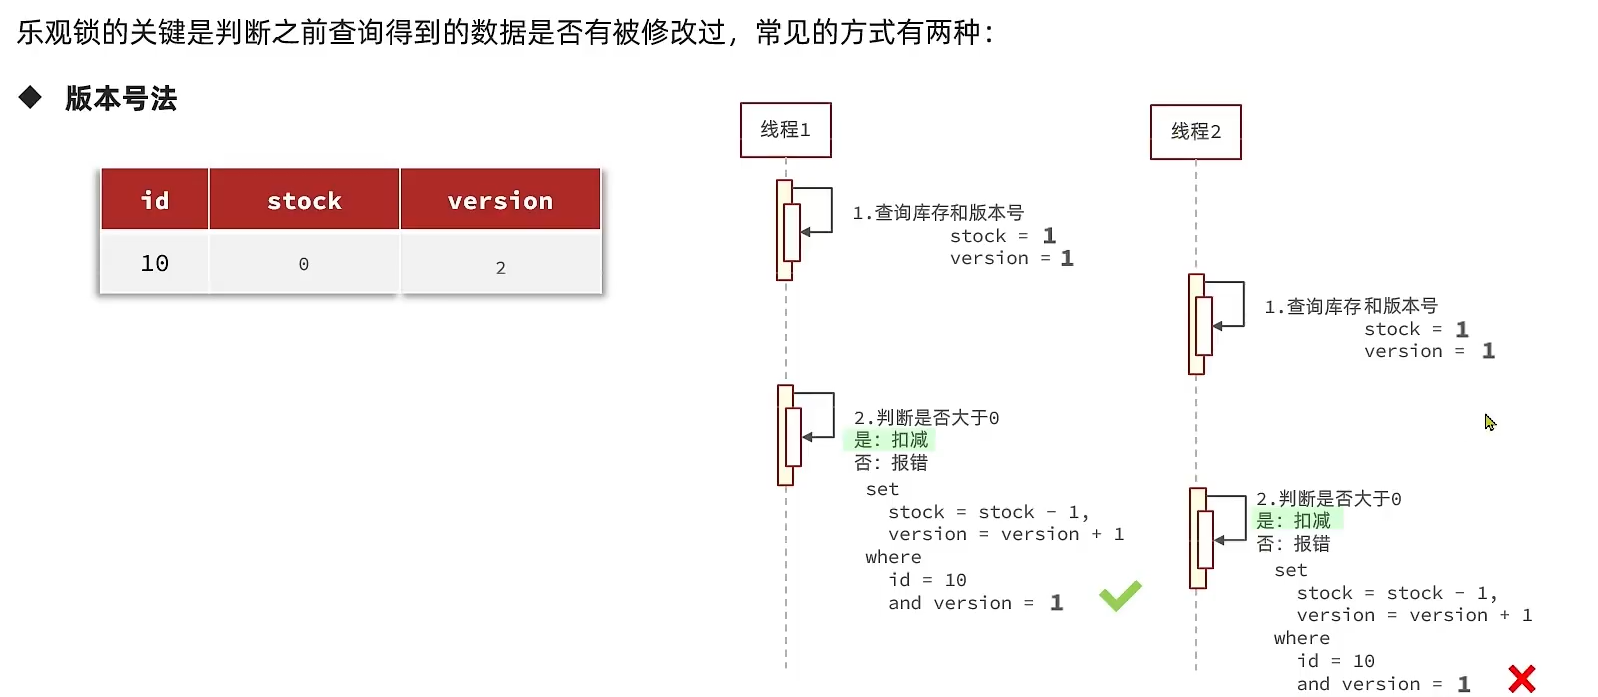 乐观锁的关键是判断之前查询得到的数据是否有被修改过，常见的方式有两种：
◆ 版本号法
id stock version
10 0 2
线程1
1.查询库存和版本号
stock = 1
version = 1
2.判断是否大于0
是：扣减
否：报错
set
stock = stock - 1,
version = version + 1
where
id = 10
and version = 1
线程2
1.查询库存和版本号
stock = 1
version = 1
2.判断是否大于0
是：扣减
否：报错
set
stock = stock - 1,
version = version + 1
where
id = 10
and version = 1